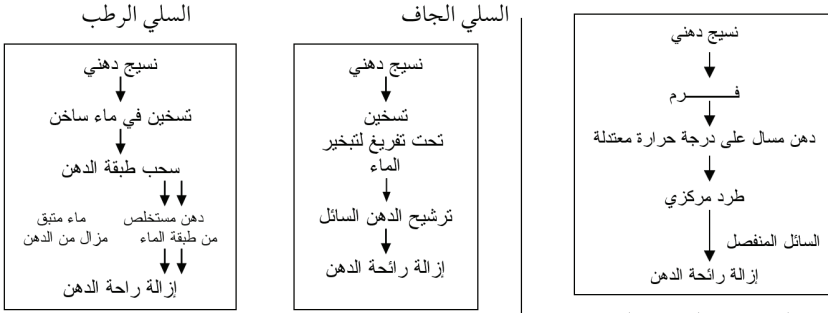 السلي الرطب
نسيج دهني
تسخين في ماء ساخن
سحب طبقة الدهن
دهن مستخلص
من طبقة الماء
ماء متبق
مزال من الدهن
إزالة راحة الدهن
السلي الجاف
نسيج دهني
تسخين
تحت تفريغ لتبخير
الماء
ترشيح الدهن السائل
إزالة رائحة الدهن
نسيج دهني
فـــــــرم
دهن مسال على درجة حرارة معتدلة
طرد مركزي
السائل المنفصل
إزالة رائحة الدهن